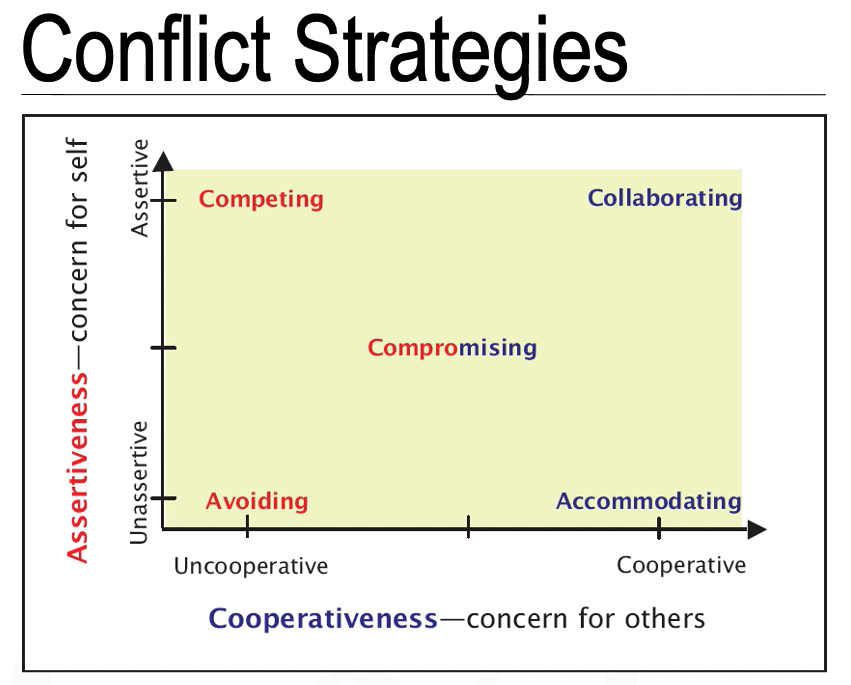 Conflict Strategies
Assertiveness—concern for self
Assertive
Unassertive
Competing
Collaborating
Compromising
Avoiding
Accommodating
Uncooperative
Cooperative
Cooperativeness—concern for others